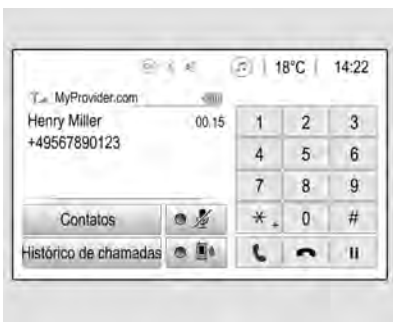 18°C 14:22
MyProvider.com
Henry Miller 00.15
+49567890123
1 2 3
4 5 6
7 8 9
* + 0 #
Contatos
Histórico de chamadas